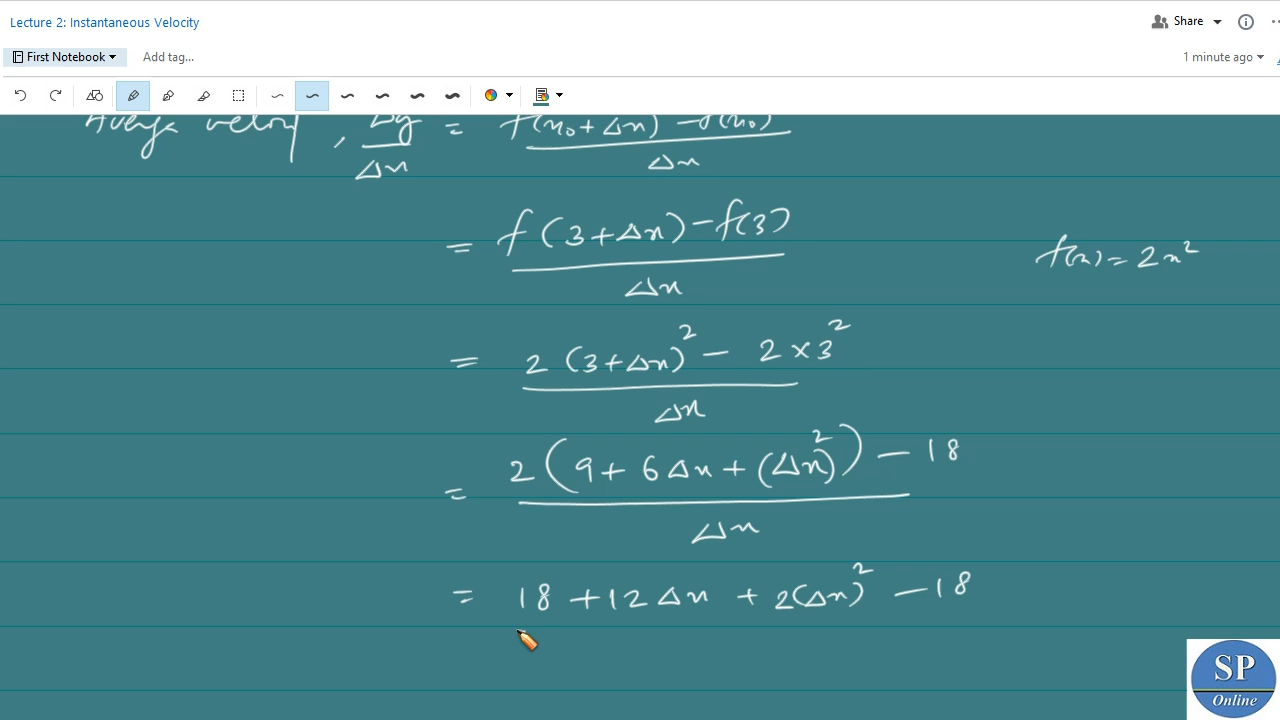 Lecture 2: Instantaneous Velocity
Share
First Notebook
Add tag...
1 minute ago
Average velocity, Δy/Δx = f(x₀+Δx) - f(x₀) / Δx
= f(3+Δx) - f(3) / Δx
f(x) = 2x²
= 2(3+Δx)² - 2×3² / Δx
= 2(9+6Δx+(Δx)²) - 18 / Δx
= 18 + 12Δx + 2(Δx)² - 18
SP
Online